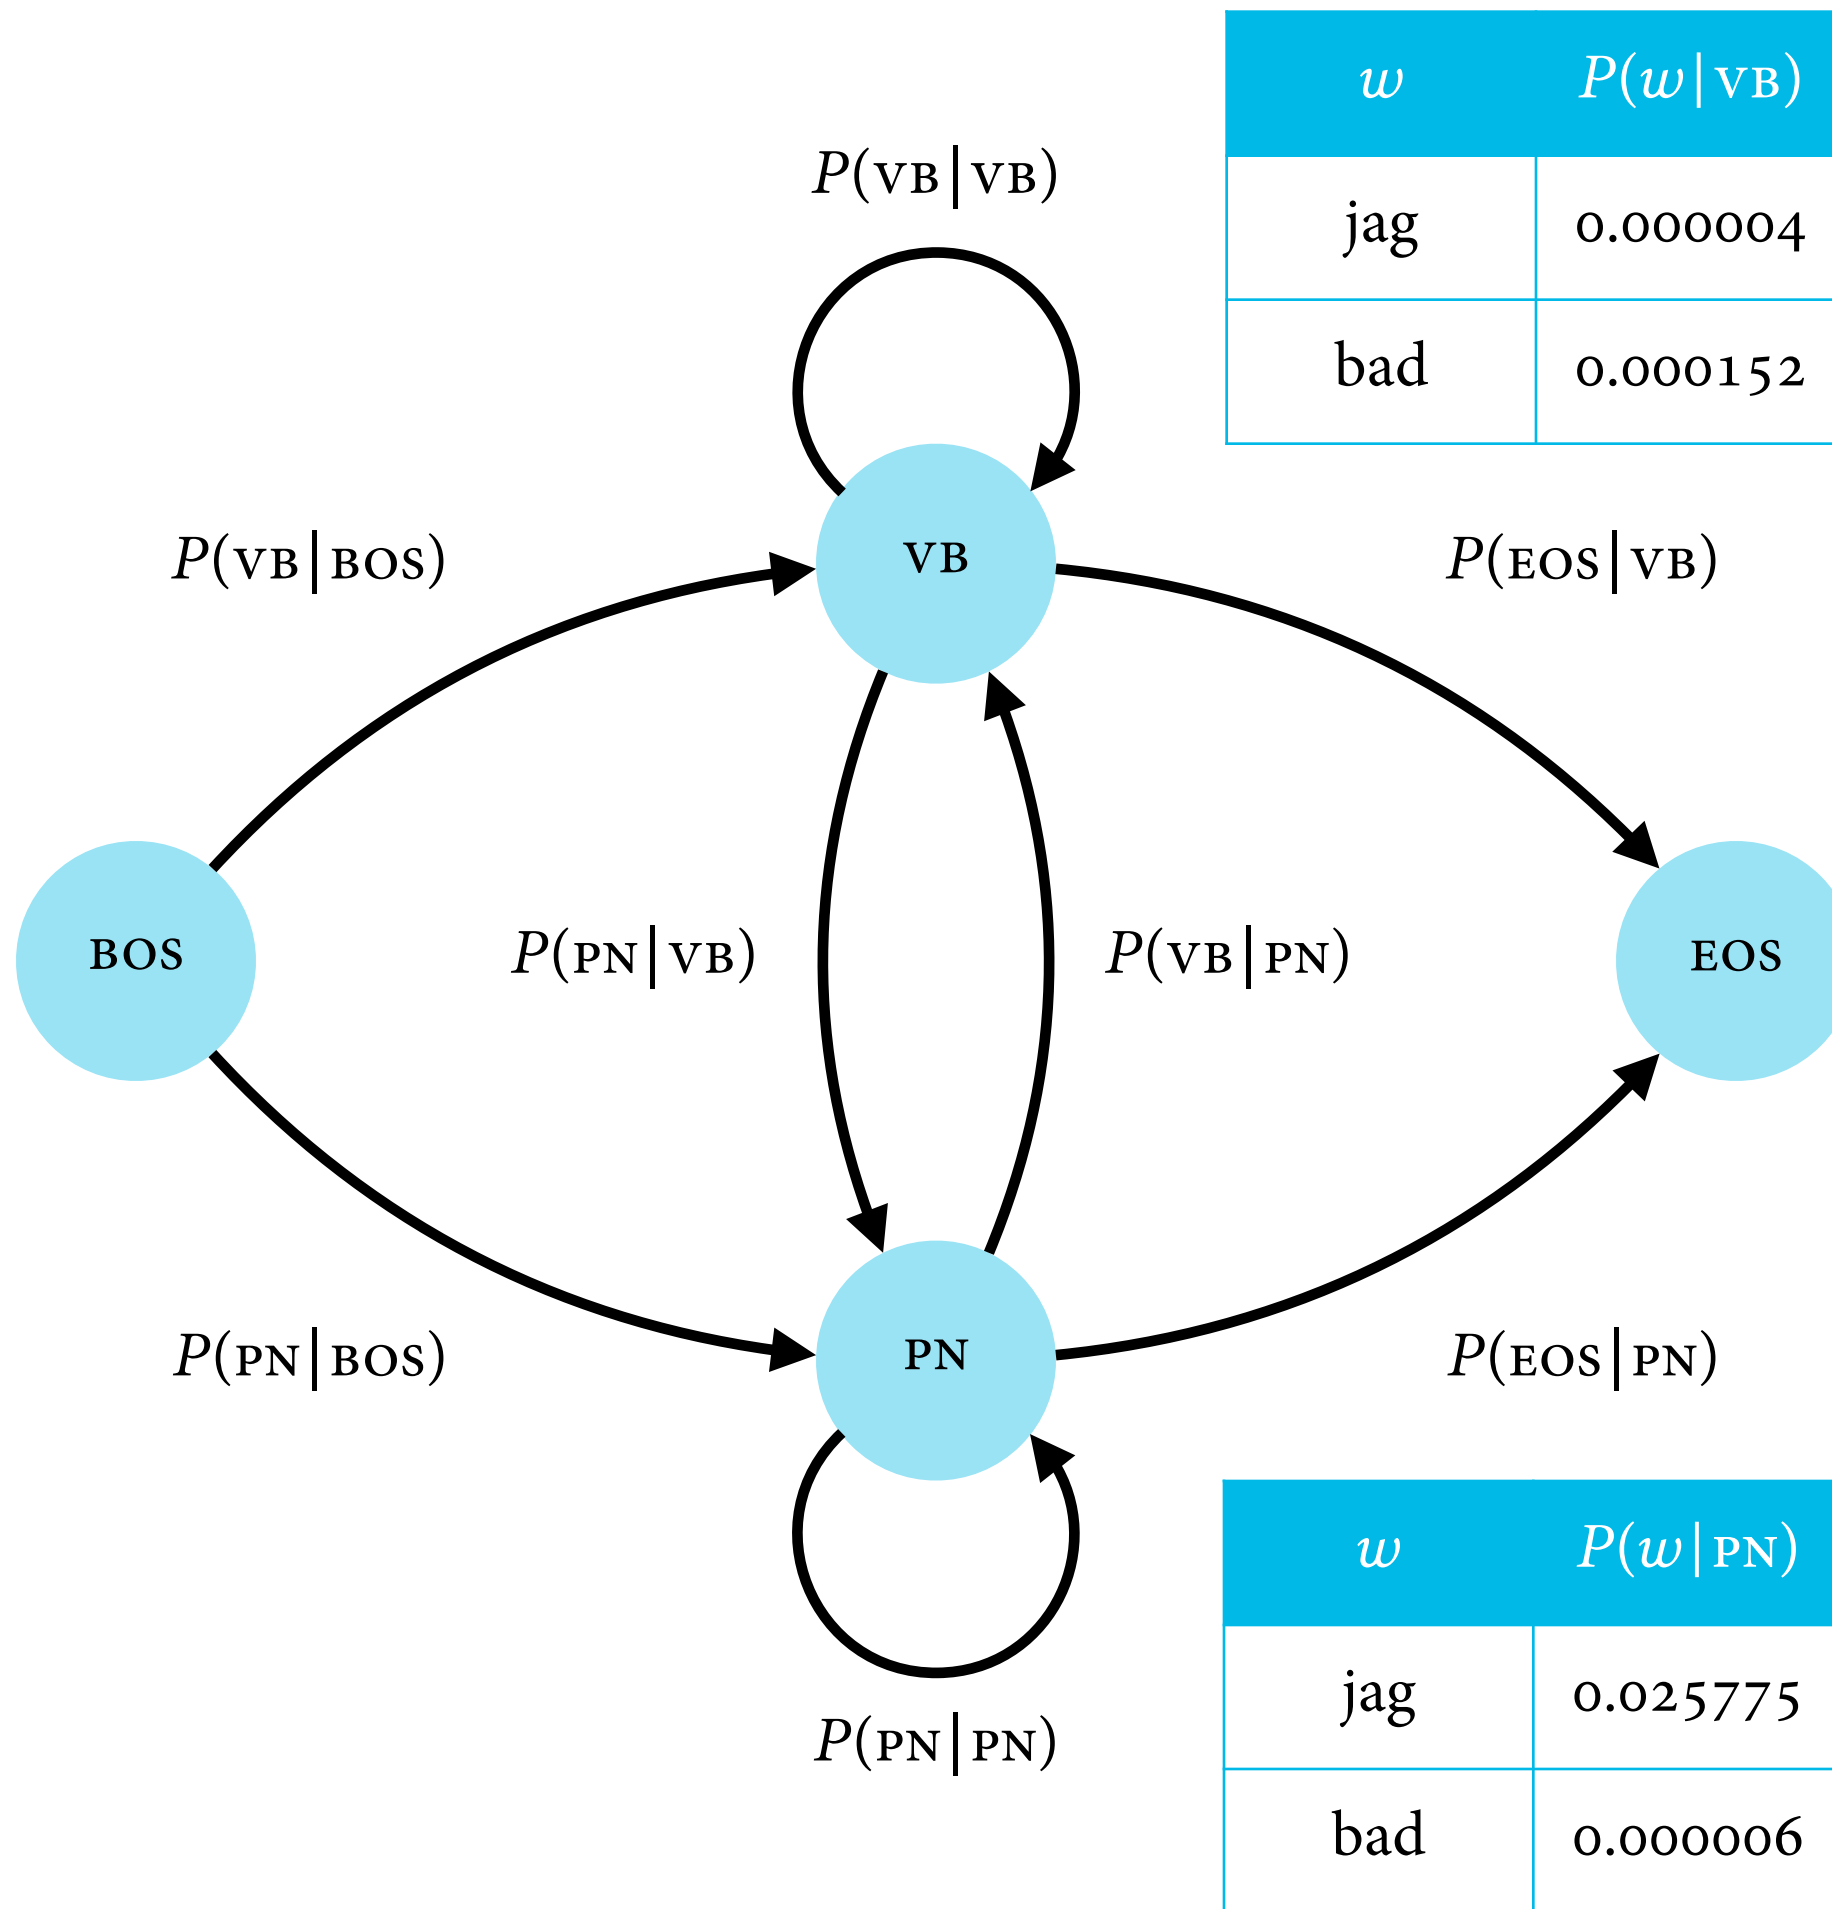 w P(w|VB)
jag 0.000004
bad 0.000152
P(VB|VB)
P(VB|BOS)
VB
P(EOS|VB)
BOS
P(PN|VB)
P(VB|PN)
EOS
P(PN|BOS)
PN
P(EOS|PN)
P(PN|PN)
w P(w|PN)
jag 0.025775
bad 0.000006